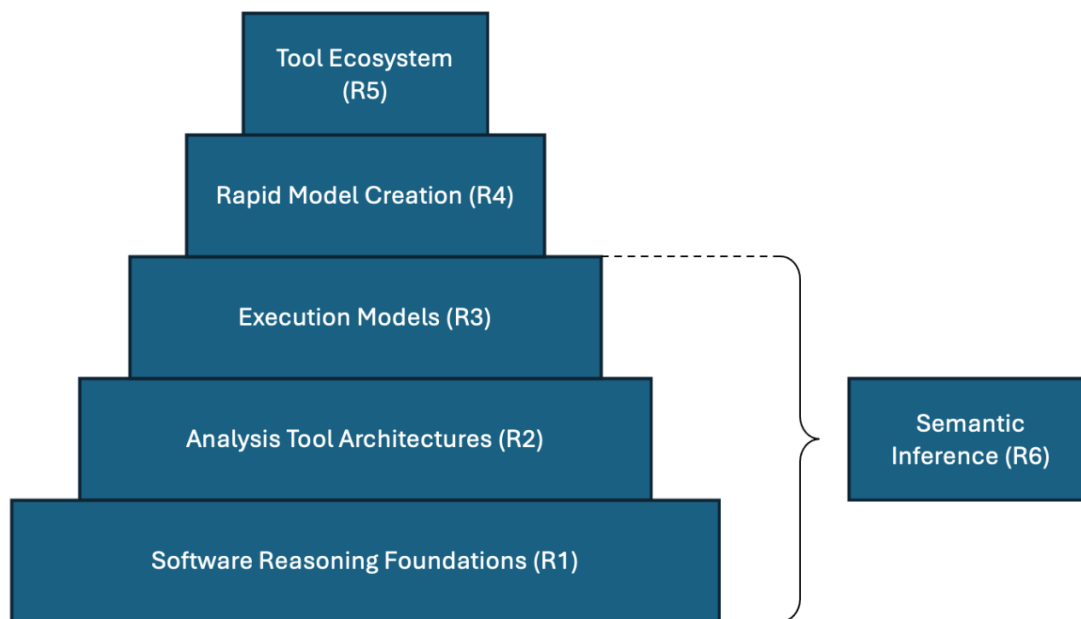 Tool Ecosystem
(R5)
Rapid Model Creation (R4)
Execution Models (R3)
Analysis Tool Architectures (R2)
Semantic
Inference (R6)
Software Reasoning Foundations (R1)